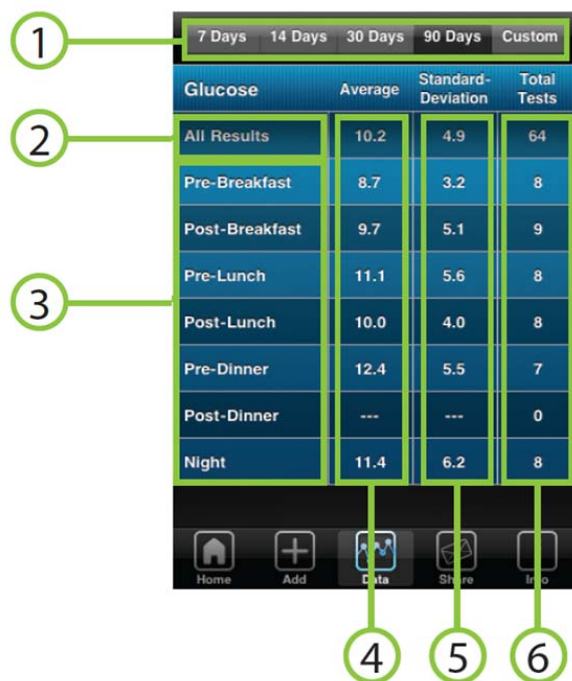 1
7 Days 14 Days 30 Days 90 Days Custom
Glucose Average Standard-Deviation Total Tests
2
All Results 10.2 4.9 64
Pre-Breakfast 8.7 3.2 8
Post-Breakfast 9.7 5.1 9
3
Pre-Lunch 11.1 5.6 8
Post-Lunch 10.0 4.0 8
Pre-Dinner 12.4 5.5 7
Post-Dinner --- --- 0
Night 11.4 6.2 8
Home Add Data Share Info
4 5 6